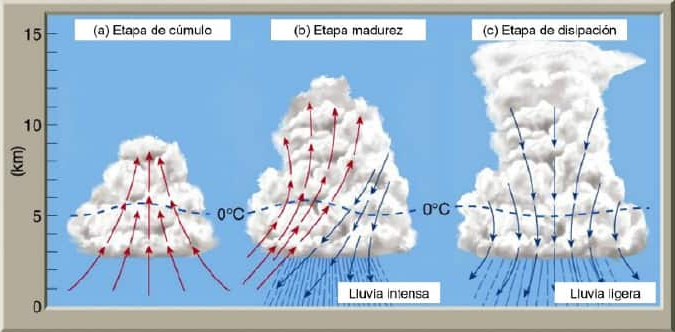 15
(a) Etapa de cúmulo
(b) Etapa madurez
(c) Etapa de disipación
10
(km)
0°C
0°C
5
Lluvia intensa
Lluvia ligera
0